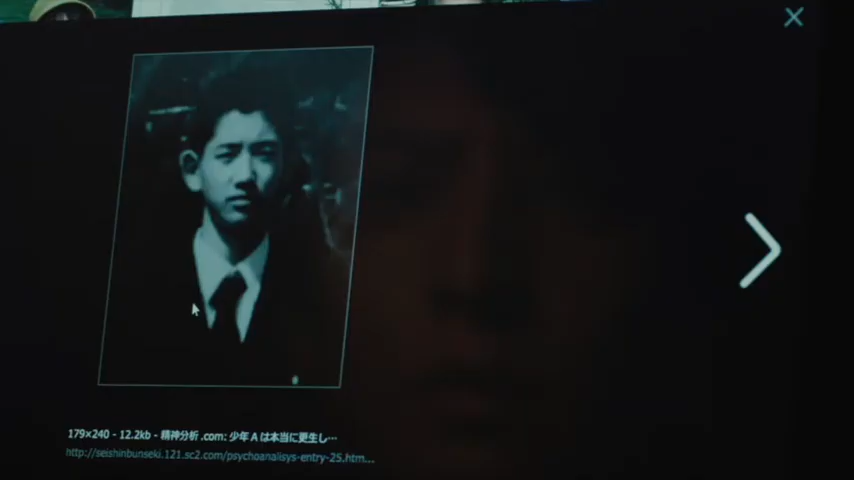 179×240 - 12.2kb - 精神分析.com: 少年Aは本当に更生し…
http://seishinbunseki.121.sc2.com/psychoanalisys-entry-25.htm...